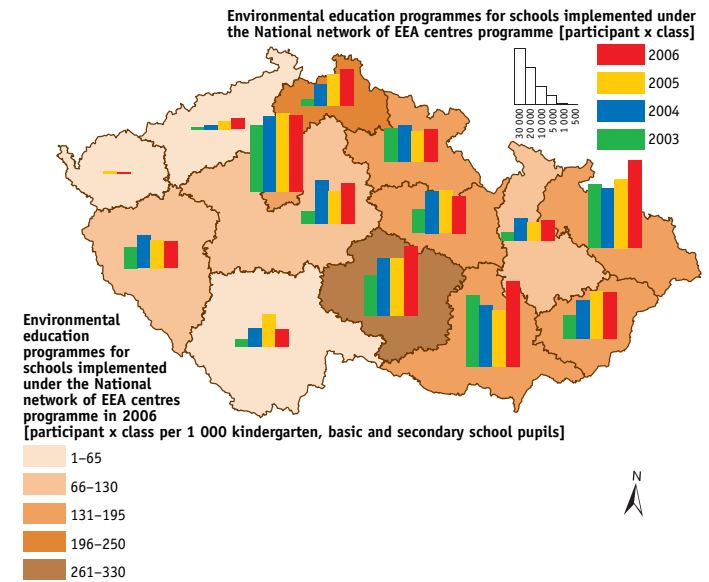 Environmental education programmes for schools implemented under
the National network of EEA centres programme [participant x class]
2006
2005
2004
2003
30 000
20 000
10 000
5 000
1 000
500
Environmental
education
programmes for
schools implemented
under the National
network of EEA centres
programme in 2006
[participant x class per 1 000 kindergarten, basic and secondary school pupils]
1–65
66–130
131–195
196–250
261–330
N